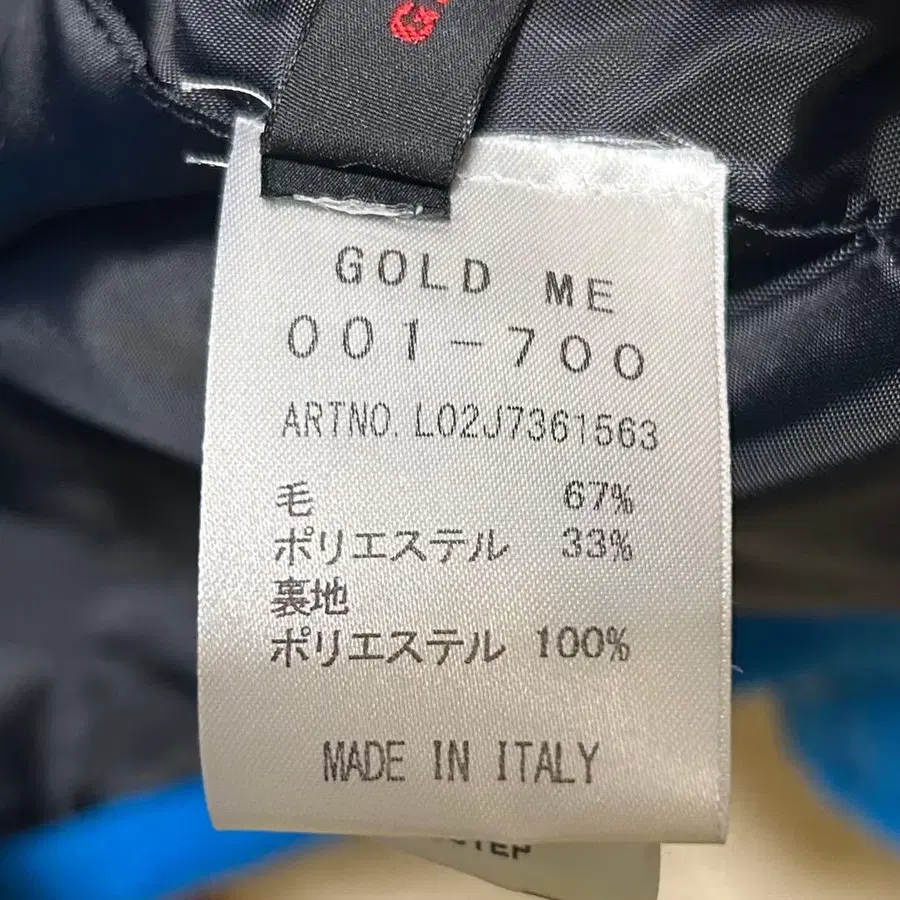 GOLD ME
001-700
ARTNO. L02J7361563
毛 67%
ポリエステル 33%
裏地
ポリエステル 100%
MADE IN ITALY